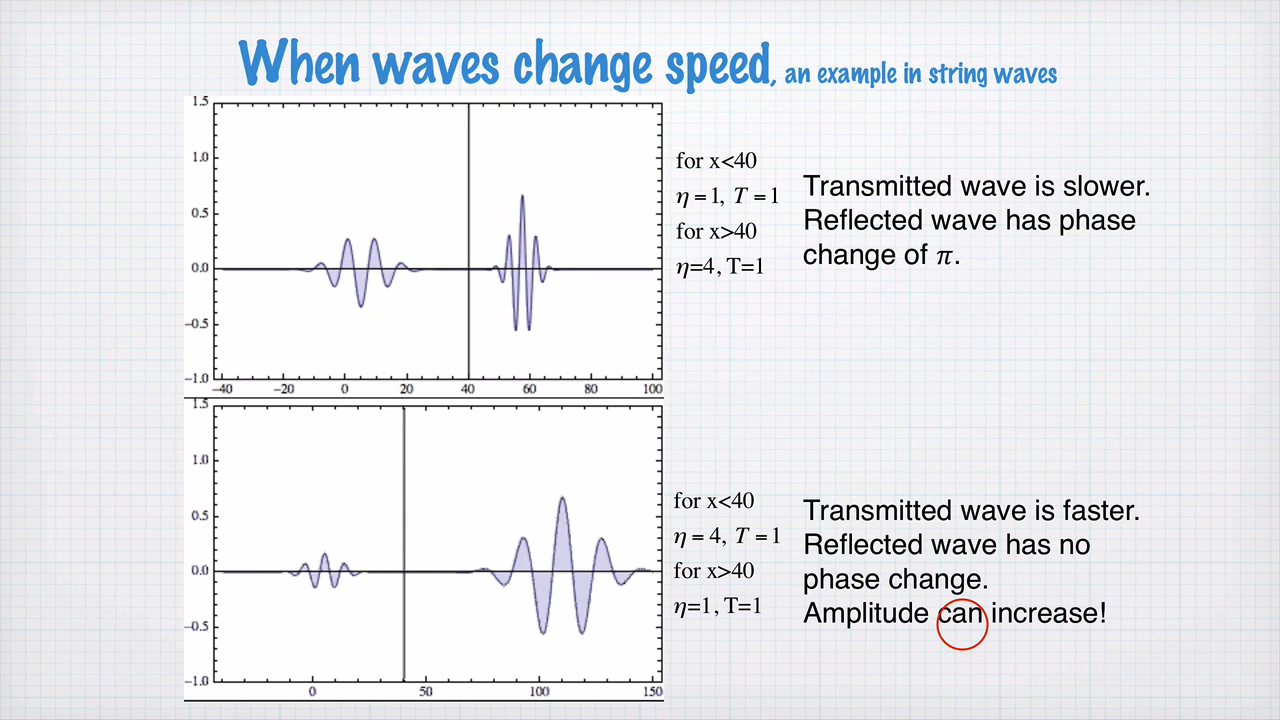 When waves change speed, an example in string waves
1.5
1.0
0.5
0.0
−0.5
−1.0
−40 −20 0 20 40 60 80 100
for x<40
η = 1, T = 1
for x>40
η=4, T=1
Transmitted wave is slower.
Reflected wave has phase
change of π.
1.5
1.0
0.5
0.0
−0.5
−1.0
0 50 100 150
for x<40
η = 4, T = 1
for x>40
η=1, T=1
Transmitted wave is faster.
Reflected wave has no
phase change.
Amplitude can increase!